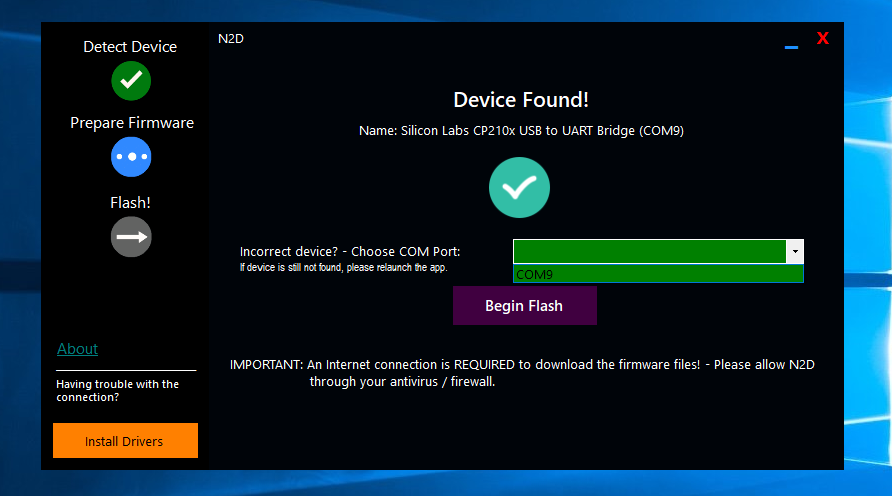 Detect Device
Prepare Firmware
Flash!
About
Having trouble with the
connection?
Install Drivers
N2D
X
Device Found!
Name: Silicon Labs CP210x USB to UART Bridge (COM9)
Incorrect device? - Choose COM Port:
If device is still not found, please relaunch the app.
COM9
Begin Flash
IMPORTANT: An Internet connection is REQUIRED to download the firmware files! - Please allow N2D
through your antivirus / firewall.